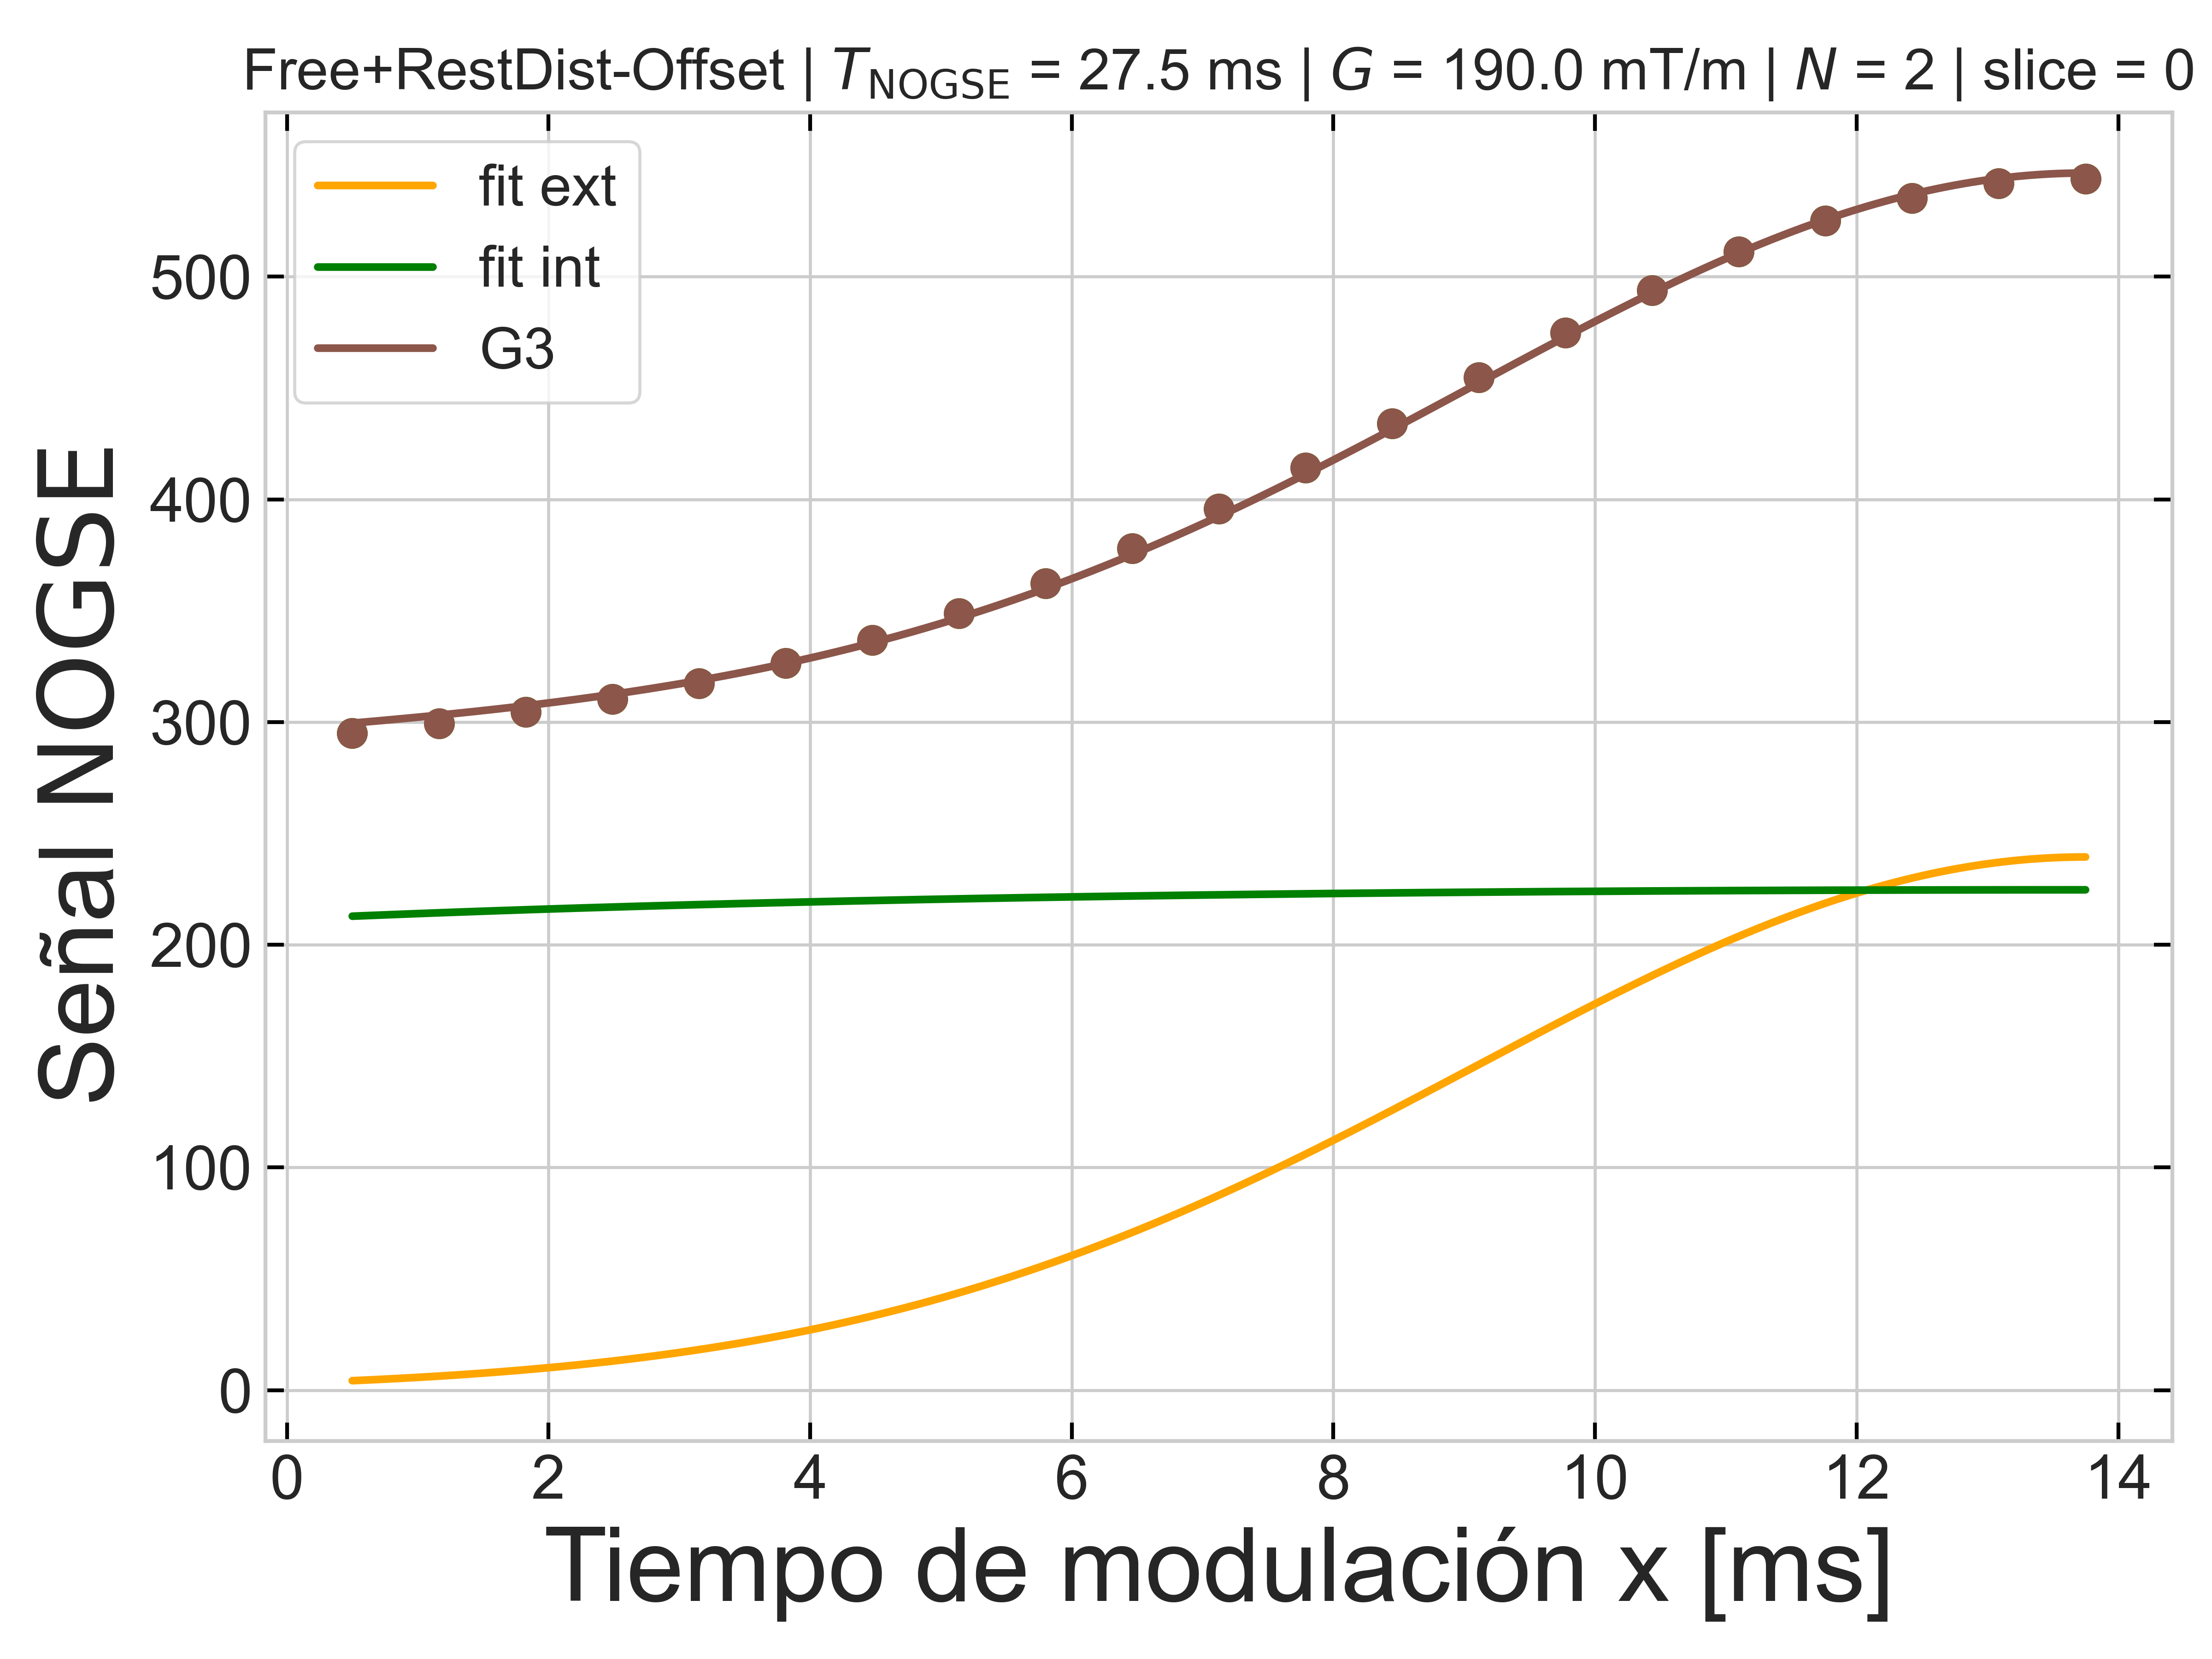 Free+RestDist-Offset | T_NOGSE = 27.5 ms | G = 190.0 mT/m | N = 2 | slice = 0
fit ext
fit int
G3
Señal NOGSE
500
400
300
200
100
0
0 2 4 6 8 10 12 14
Tiempo de modulación x [ms]